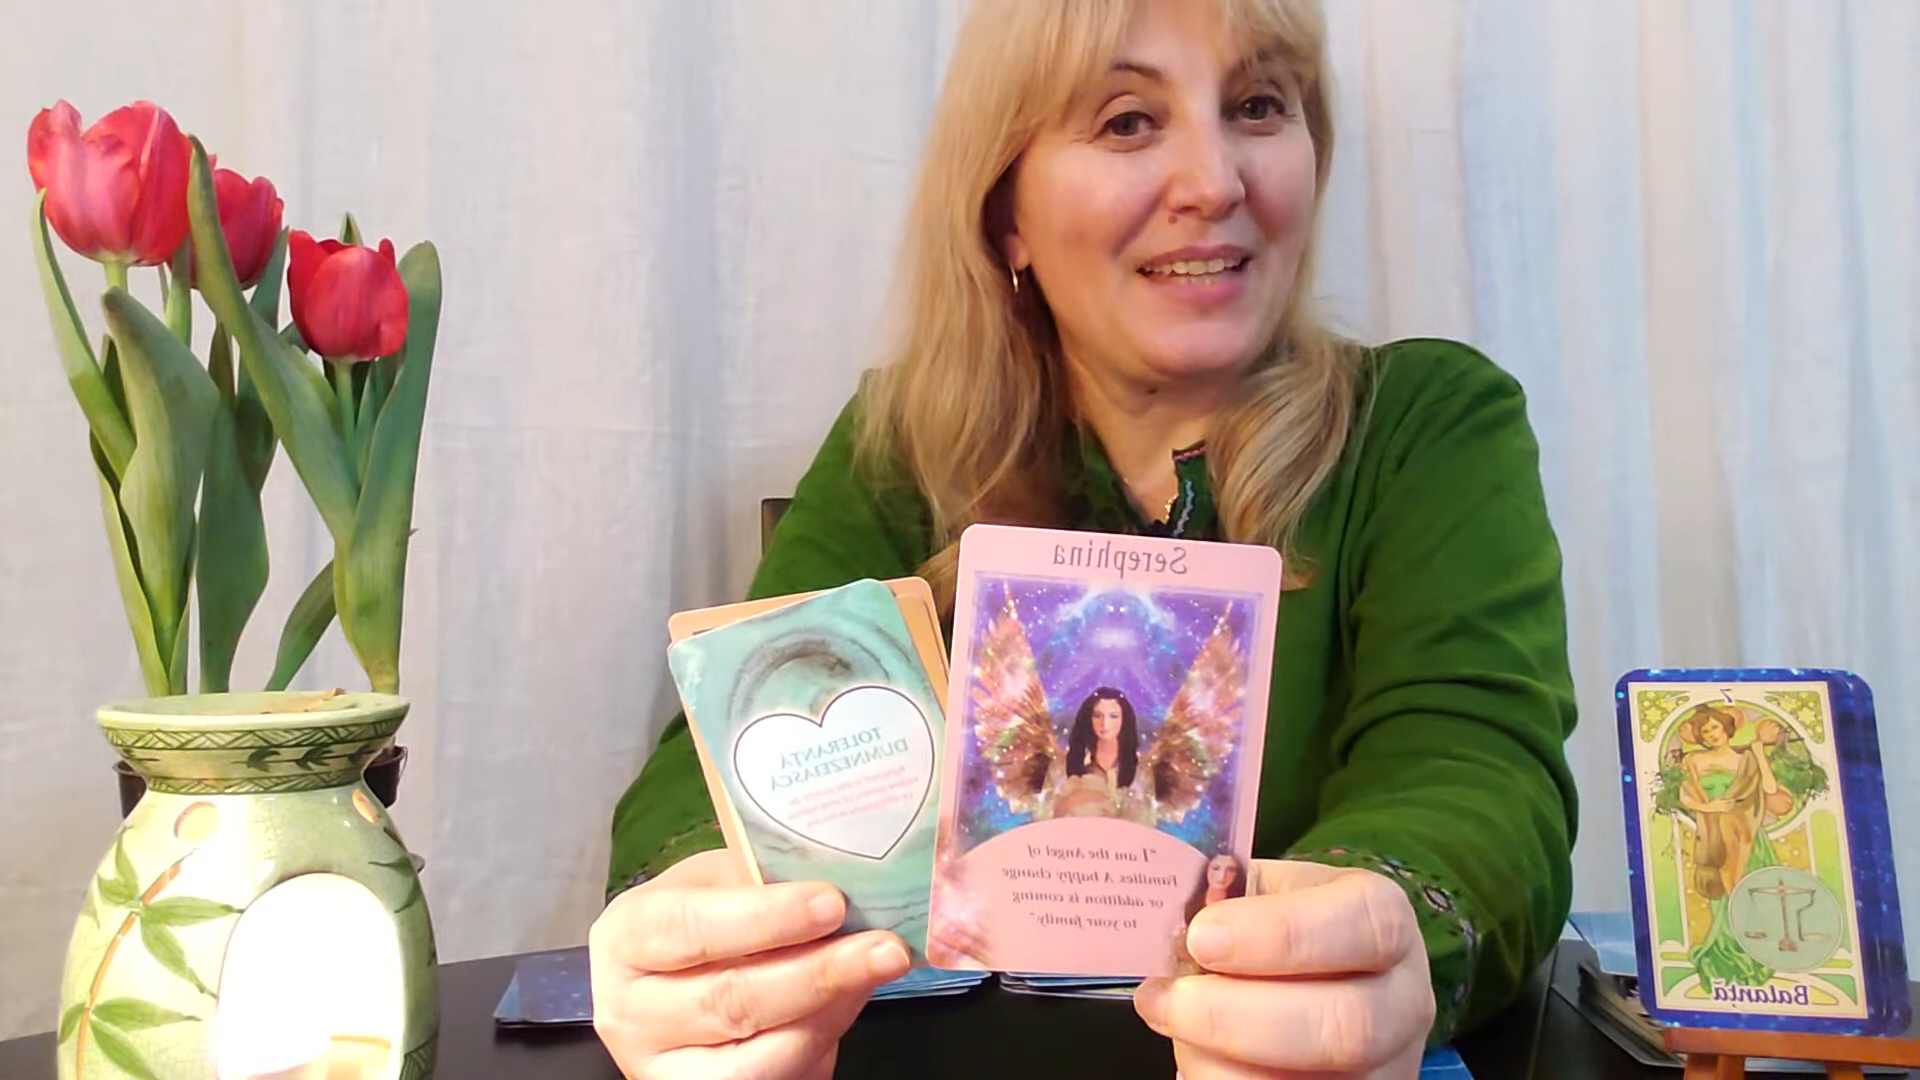 Serephina
"I am the Angel of
Families. A happy change
or addition is coming
to your family."
TOLERANȚĂ
DUMNEZEIASCĂ
7
Balanță